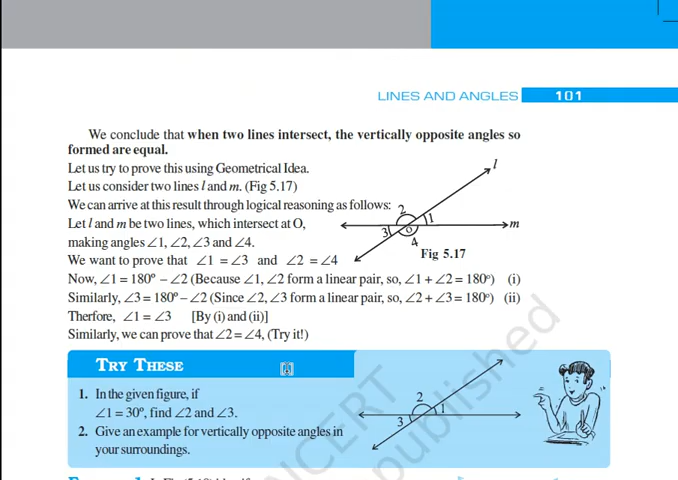 LINES AND ANGLES 101
We conclude that when two lines intersect, the vertically opposite angles so
formed are equal.
Let us try to prove this using Geometrical Idea.
Let us consider two lines l and m. (Fig 5.17)
We can arrive at this result through logical reasoning as follows:
Let l and m be two lines, which intersect at O,
making angles ∠1, ∠2, ∠3 and ∠4.
We want to prove that ∠1 = ∠3 and ∠2 = ∠4
l
2
1
m
3
O
4
Fig 5.17
Now, ∠1 = 180º – ∠2 (Because ∠1, ∠2 form a linear pair, so, ∠1 + ∠2 = 180º) (i)
Similarly, ∠3 = 180º – ∠2 (Since ∠2, ∠3 form a linear pair, so, ∠2 + ∠3 = 180º) (ii)
Therfore, ∠1 = ∠3 [By (i) and (ii)]
Similarly, we can prove that ∠2 = ∠4, (Try it!)
TRY THESE
1. In the given figure, if
∠1 = 30º, find ∠2 and ∠3.
2. Give an example for vertically opposite angles in
your surroundings.
2
1
3
NCERT
published